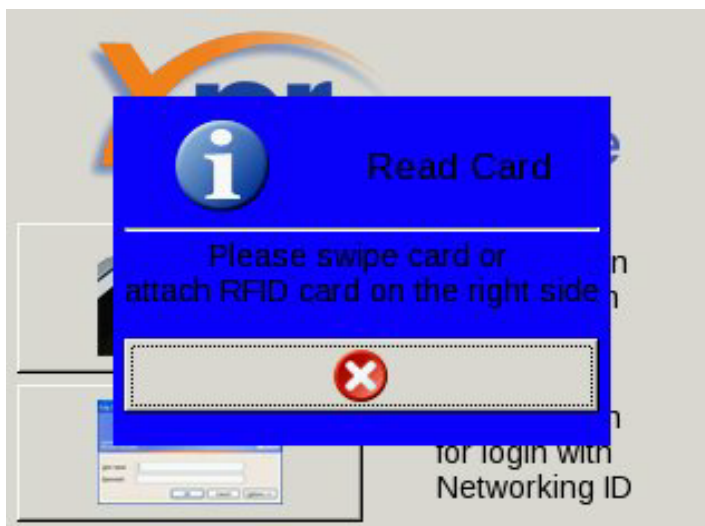 Read Card
Please swipe card or
attach RFID card on the right side
for login with
Networking ID